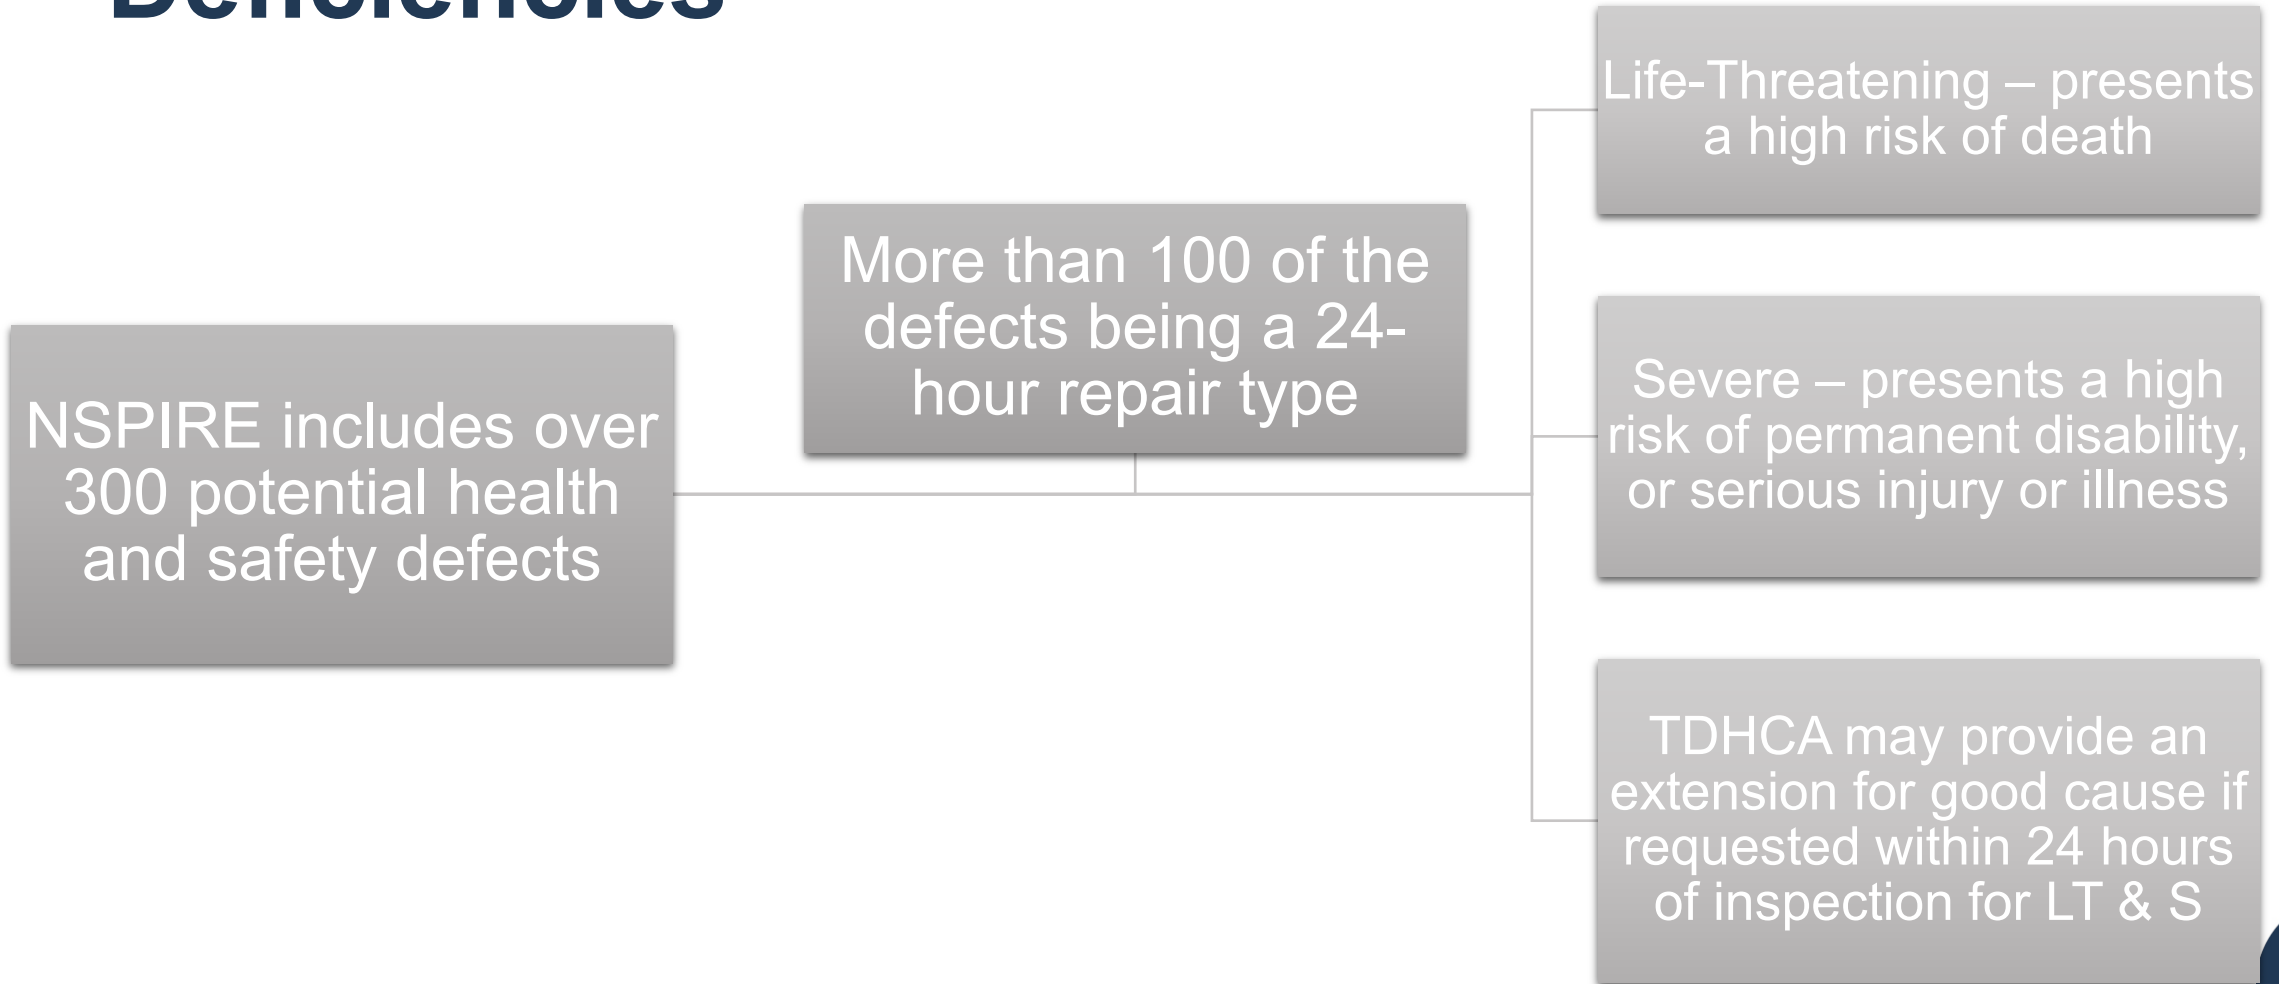 Deficiencies
NSPIRE includes over
300 potential health
and safety defects
More than 100 of the
defects being a 24-
hour repair type
Life-Threatening – presents
a high risk of death
Severe – presents a high
risk of permanent disability,
or serious injury or illness
TDHCA may provide an
extension for good cause if
requested within 24 hours
of inspection for LT & S